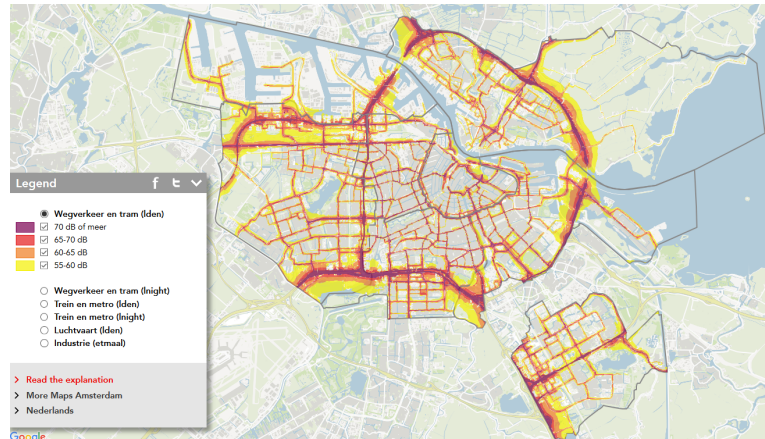 Legend
Wegverkeer en tram (lden)
70 dB of meer
65-70 dB
60-65 dB
55-60 dB
Wegverkeer en tram (lnight)
Trein en metro (lden)
Trein en metro (lnight)
Luchtvaart (lden)
Industrie (etmaal)
Read the explanation
More Maps Amsterdam
Nederlands
Google